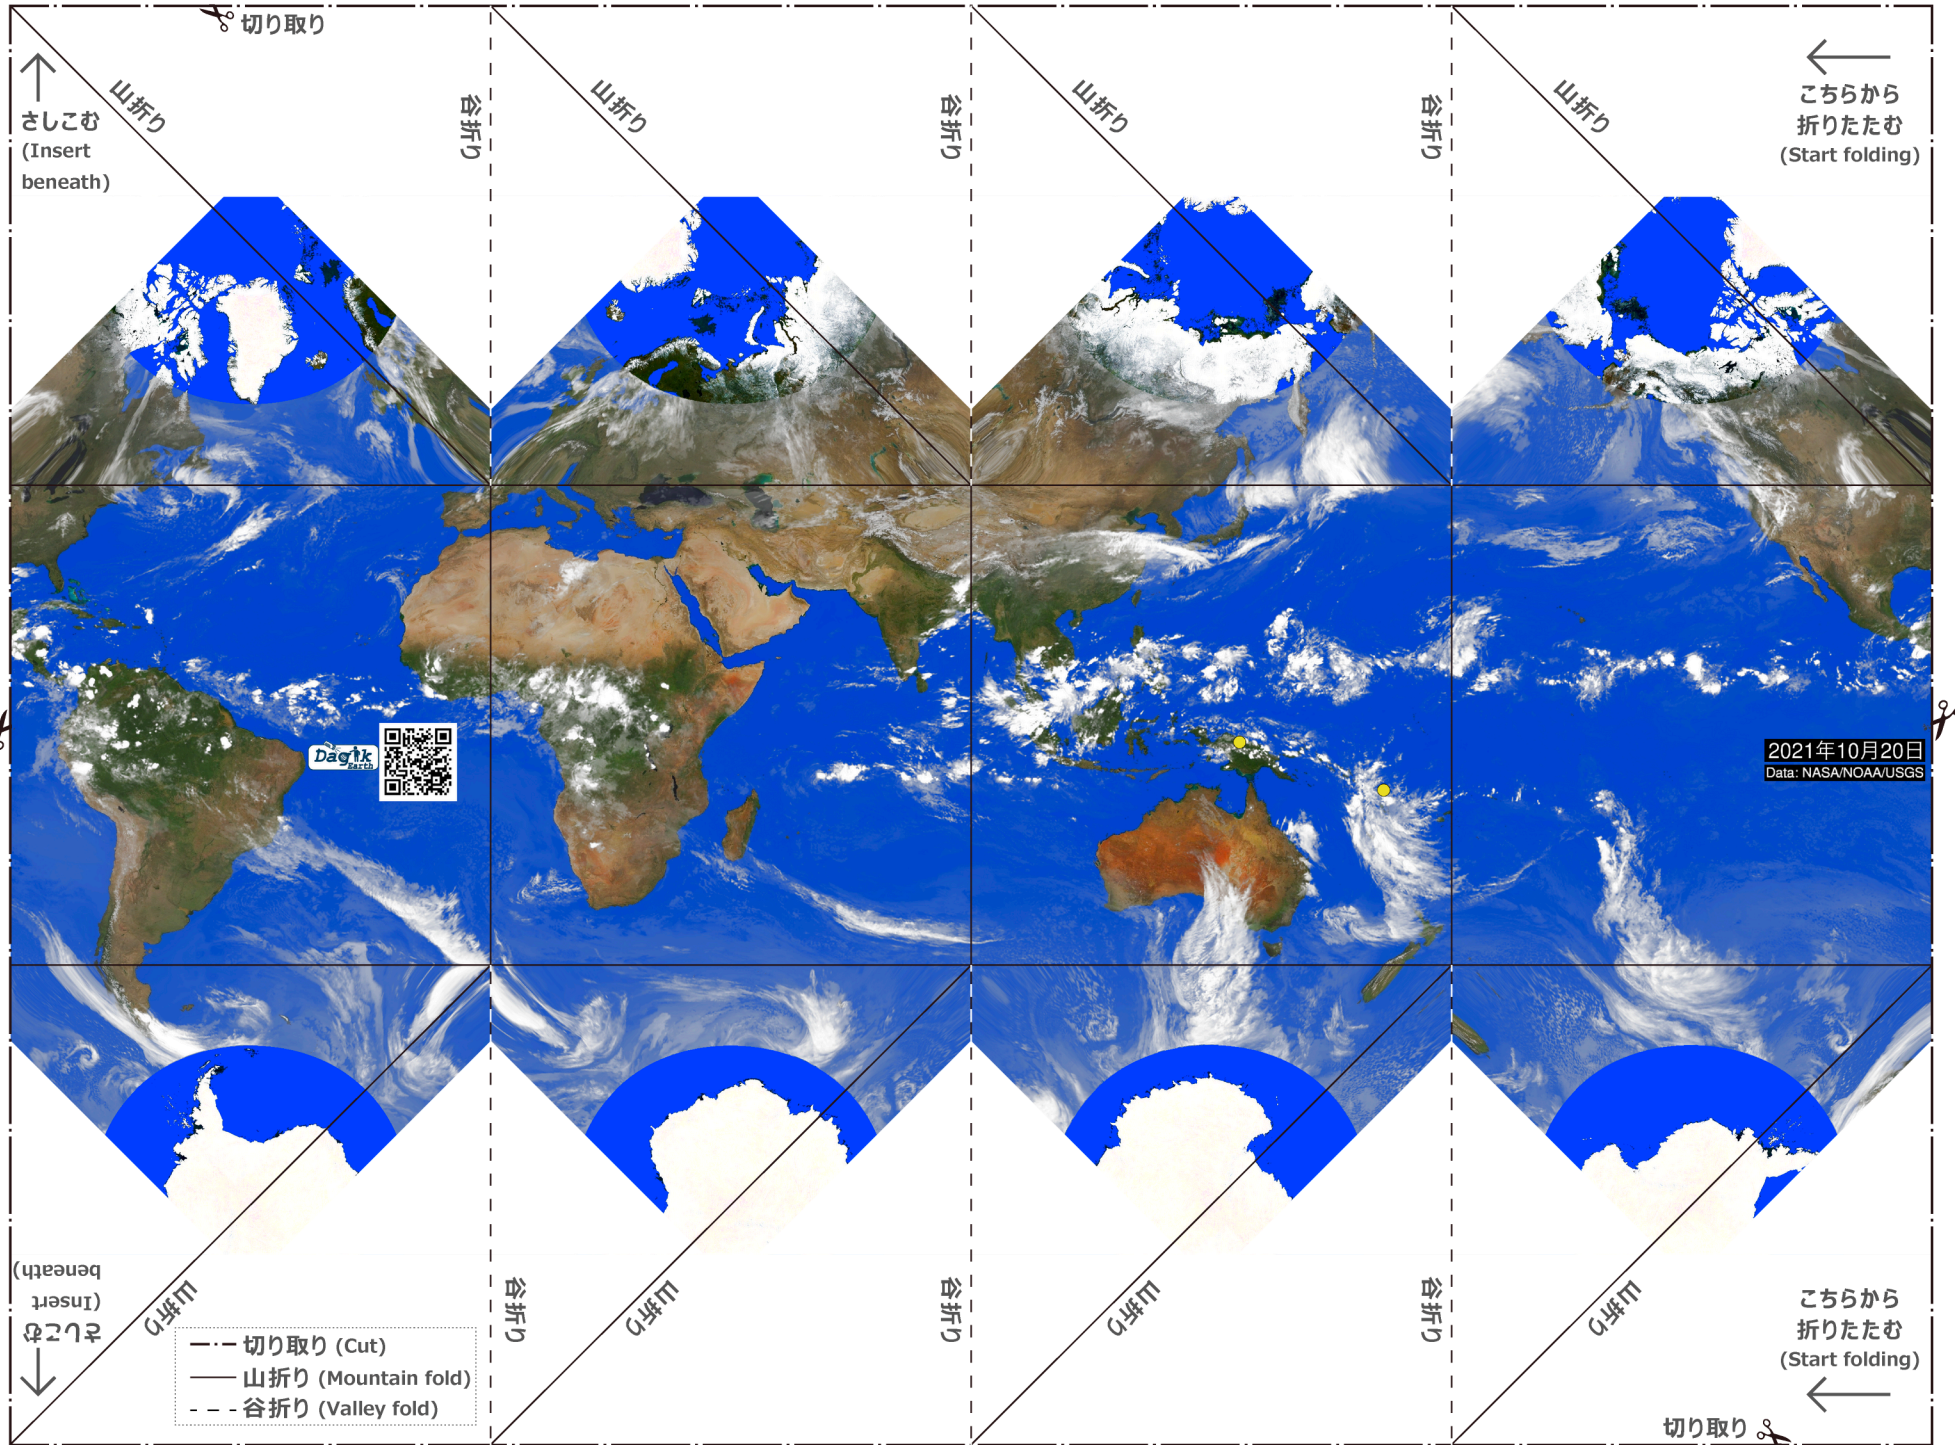 切り取り
さしこむ
(Insert
beneath)
山折り
谷折り
山折り
谷折り
山折り
谷折り
山折り
こちらから
折りたたむ
(Start folding)
Dagik
Earth
2021年10月20日
Data: NASA/NOAA/USGS
さしこむ
(Insert
beneath)
山折り
谷折り
山折り
谷折り
山折り
谷折り
山折り
こちらから
折りたたむ
(Start folding)
切り取り (Cut)
山折り (Mountain fold)
谷折り (Valley fold)
切り取り